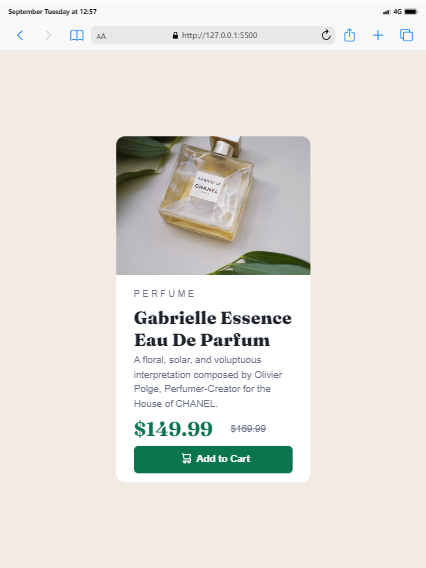 September Tuesday at 12:57
4G
AA
http://127.0.0.1:5500
GABRIELLE
CHANEL
PERFUME
Gabrielle Essence
Eau De Parfum
A floral, solar, and voluptuous
interpretation composed by Olivier
Polge, Perfumer-Creator for the
House of CHANEL.
$149.99 $169.99
Add to Cart